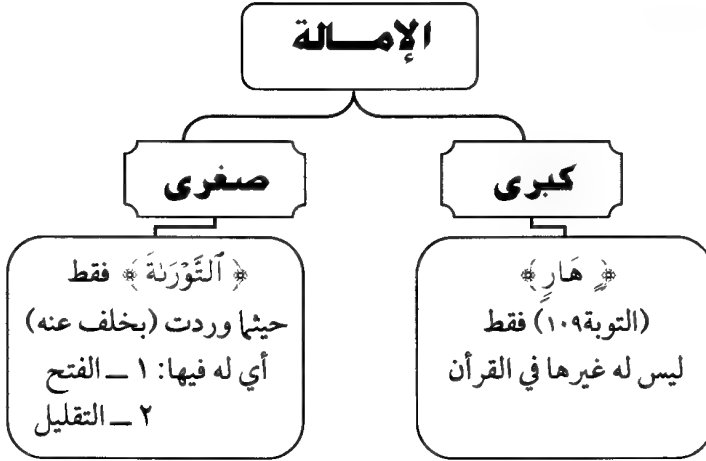 الإمـــالة
كبرى
صغرى
﴿ هَارٍ ﴾
(التوبة١٠٩) فقط
ليس له غيرها في القرأن
﴿ ٱلتَّوْرَىٰةَ ﴾ فقط
حيثما وردت (بخلف عنه)
أي له فيها: ١ ــ الفتح
٢ ــ التقليل